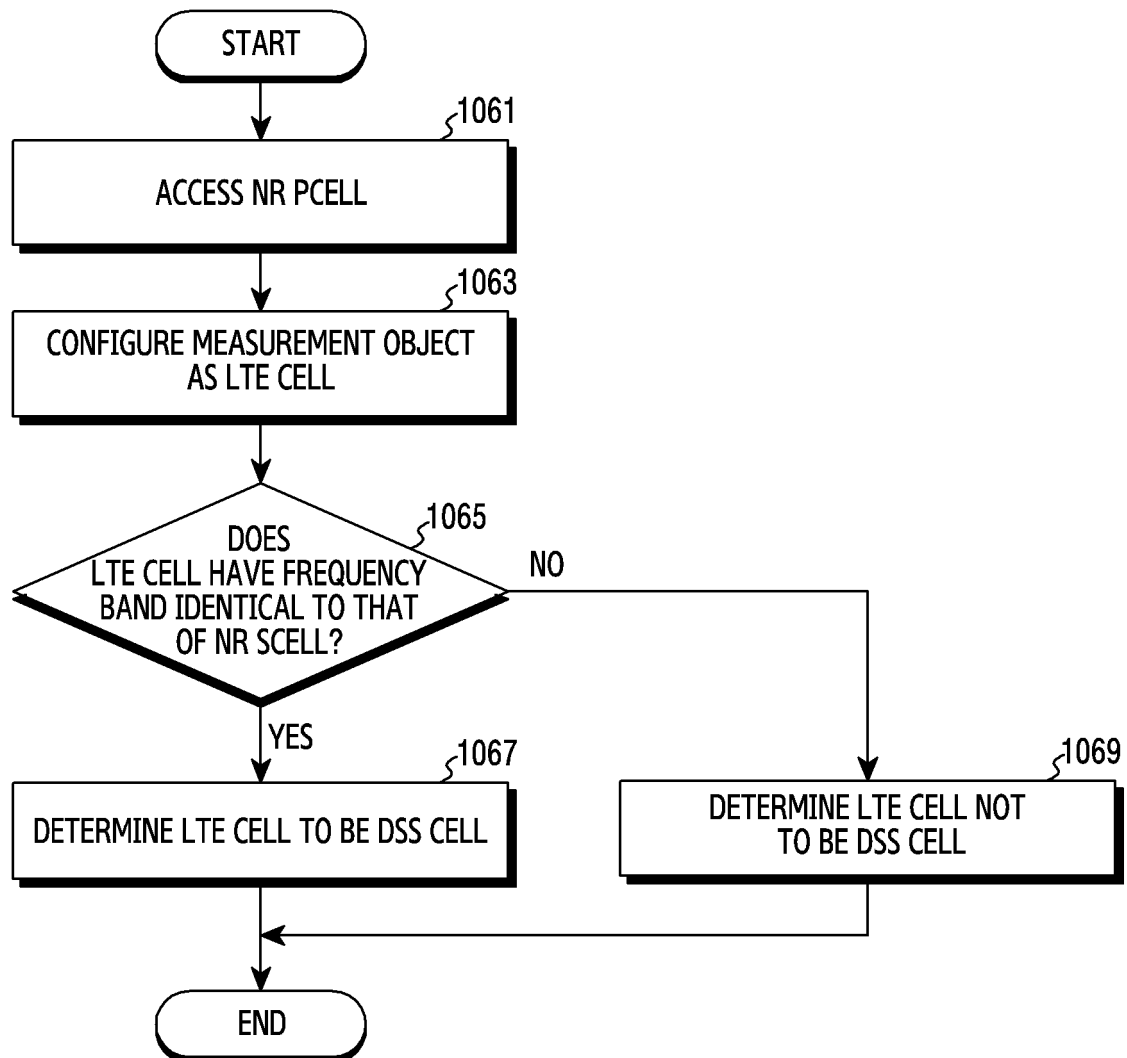 START
1061
ACCESS NR PCELL
1063
CONFIGURE MEASUREMENT OBJECT
AS LTE CELL
1065
DOES
LTE CELL HAVE FREQUENCY
BAND IDENTICAL TO THAT
OF NR SCELL?
NO
YES
1067
DETERMINE LTE CELL TO BE DSS CELL
1069
DETERMINE LTE CELL NOT
TO BE DSS CELL
END